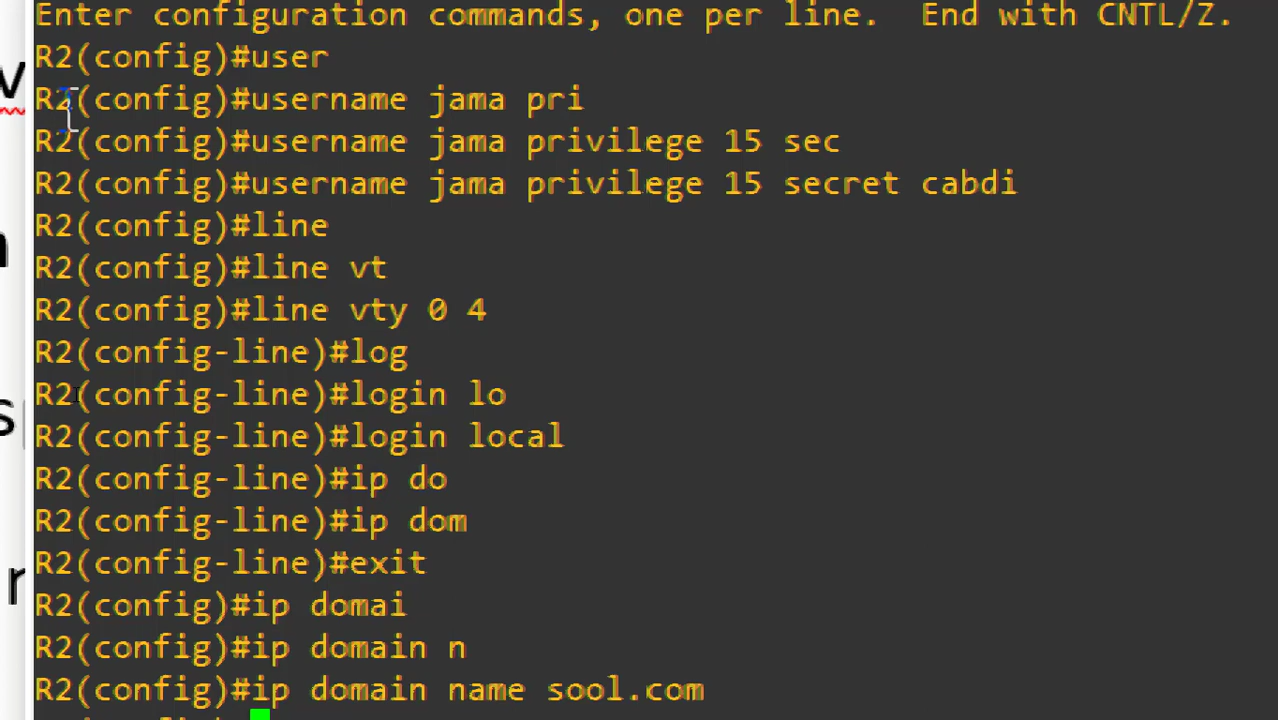 Enter configuration commands, one per line.  End with CNTL/Z.
R2(config)#user
R2(config)#username jama pri
R2(config)#username jama privilege 15 sec
R2(config)#username jama privilege 15 secret cabdi
R2(config)#line
R2(config)#line vt
R2(config)#line vty 0 4
R2(config-line)#log
R2(config-line)#login lo
R2(config-line)#login local
R2(config-line)#ip do
R2(config-line)#ip dom
R2(config-line)#exit
R2(config)#ip domai
R2(config)#ip domain n
R2(config)#ip domain name sool.com